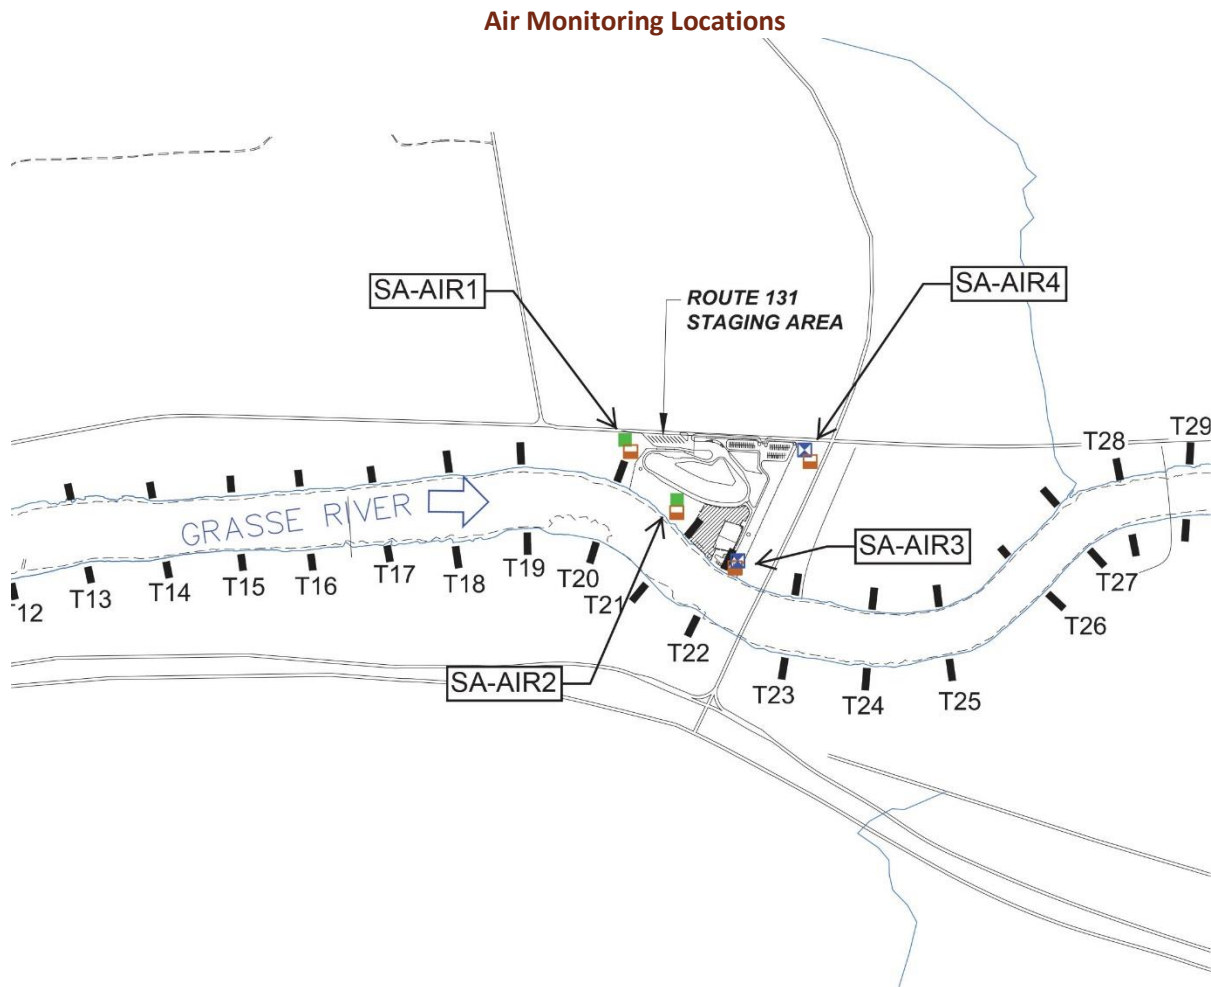 Air Monitoring Locations
SA-AIR1
ROUTE 131
STAGING AREA
SA-AIR4
T28
T29
GRASSE RIVER
SA-AIR3
T12
T13
T14
T15
T16
T17
T18
T19
T20
T21
T22
T23
T24
T25
T26
T27
SA-AIR2